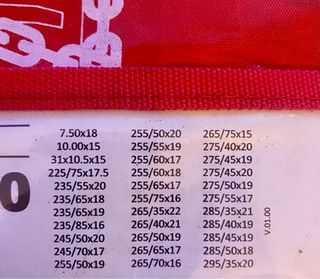 7.50x18 255/50x20 265/75x15
10.00x15 255/55x19 275/40x20
31x10.5x15 255/60x17 275/45x19
225/75x17.5 255/60x18 275/45x20
235/55x20 255/65x17 275/50x19
235/65x18 255/75x16 275/55x17
235/65x19 265/35x22 285/35x21
235/85x16 265/40x21 285/40x19
245/50x20 265/50x19 285/45x19
245/70x17 265/65x17 285/50x18
255/50x19 265/70x16 295/35x20
V.01.00
0